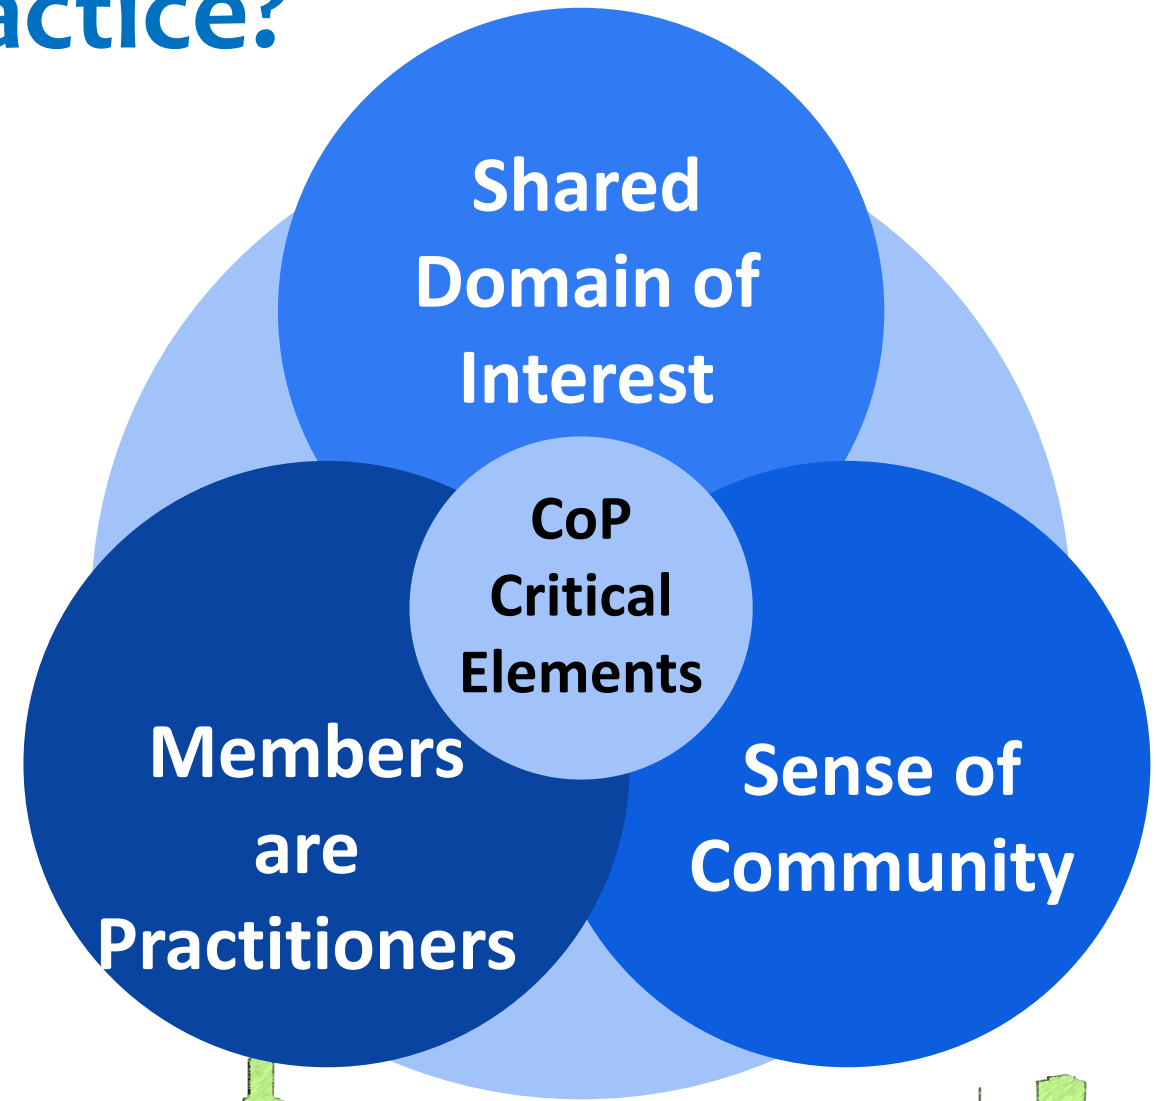 actice?
Shared
Domain of
Interest
CoP
Critical
Elements
Members
are
Practitioners
Sense of
Community